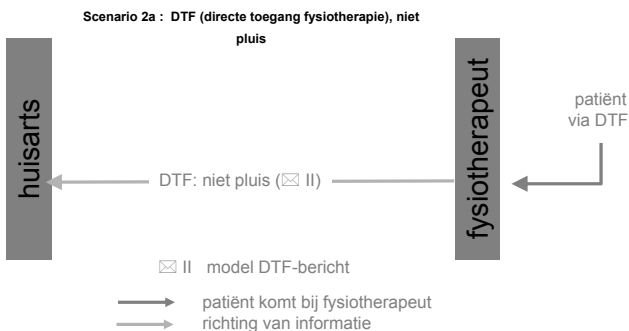 Scenario 2a : DTF (directe toegang fysiotherapie), niet
pluis
huisarts
fysiotherapeut
patiënt
via DTF
DTF: niet pluis (✉ II)
✉ II model DTF-bericht
patiënt komt bij fysiotherapeut
richting van informatie